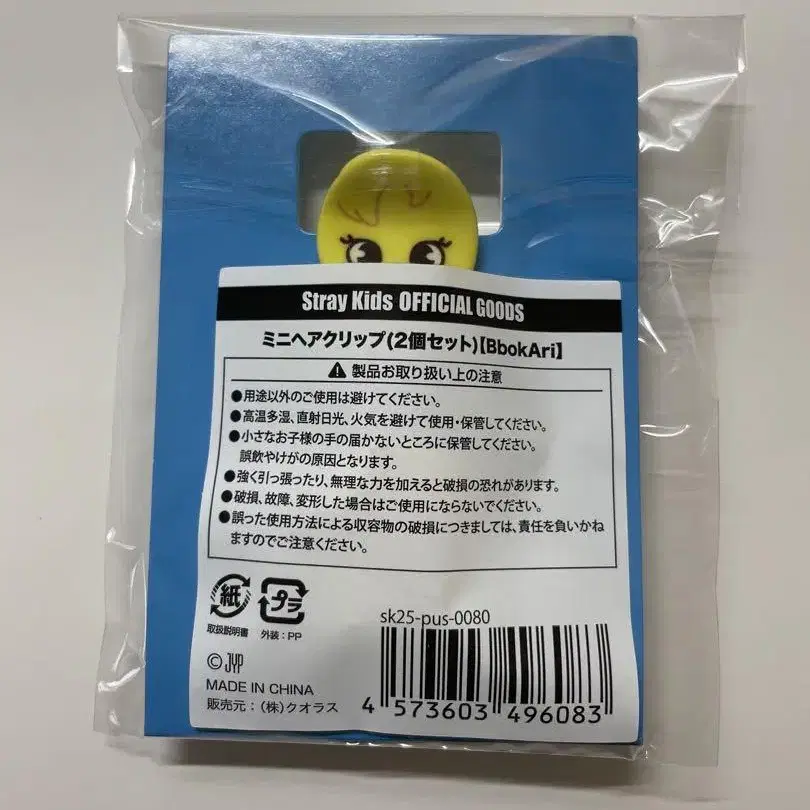 Stray Kids OFFICIAL GOODS
ミニヘアクリップ(2個セット)【BbokAri】
⚠ 製品お取り扱い上の注意
●用途以外のご使用は避けてください。
●高温多湿、直射日光、火気を避けて使用・保管してください。
●小さなお子様の手の届かないところに保管してください。
誤飲やけがの原因となります。
●強く引っ張ったり、無理な力を加えると破損の恐れがあります。
●破損、故障、変形した場合はご使用にならないでください。
●誤った使用方法による収容物の破損につきましては、責任を負いかね
ますのでご注意ください。
紙 プラ
取扱説明書 外装：PP
sk25-pus-0080
© JYP
MADE IN CHINA
販売元：(株)クオラス
4 573603 496083